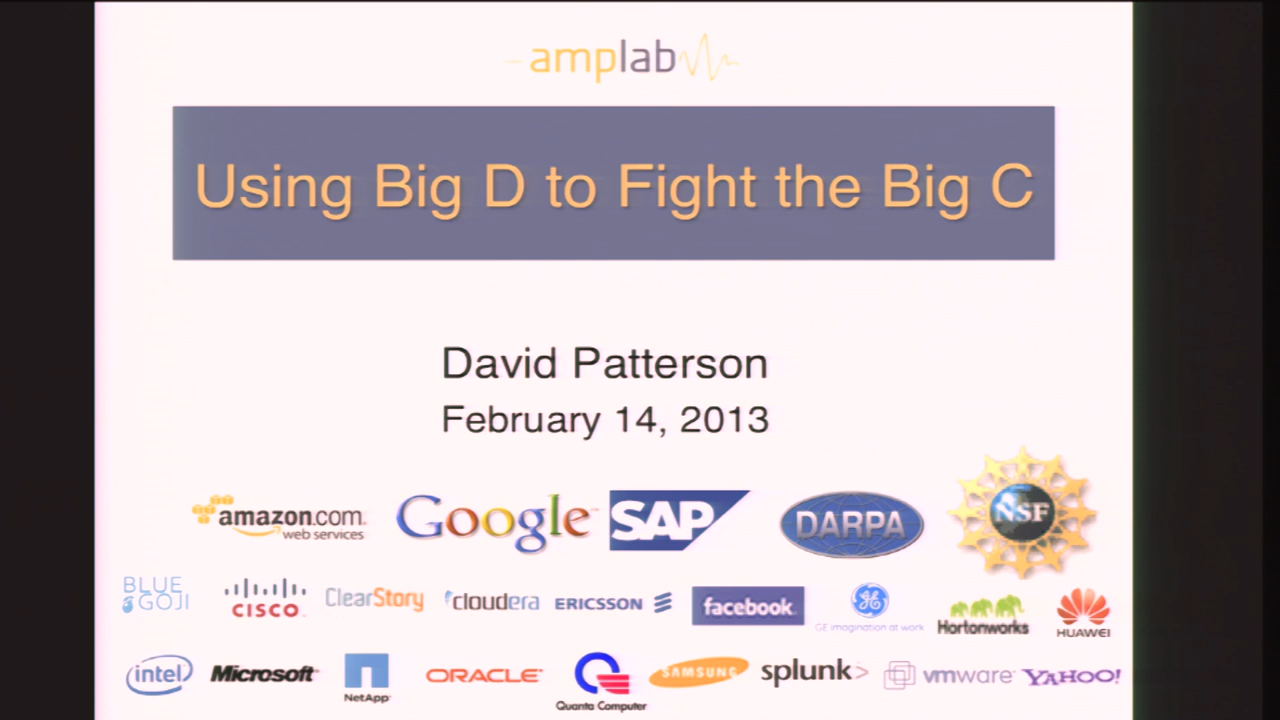 amplab
Using Big D to Fight the Big C
David Patterson
February 14, 2013
amazon.com
web services
Google
SAP
DARPA
NSF
BLUE
GOJI
CISCO
ClearStory
cloudera
ERICSSON
facebook
GE
GE imagination at work
Hortonworks
HUAWEI
intel
Microsoft
NetApp
ORACLE
Quanta Computer
SAMSUNG
splunk>
vmware
YAHOO!